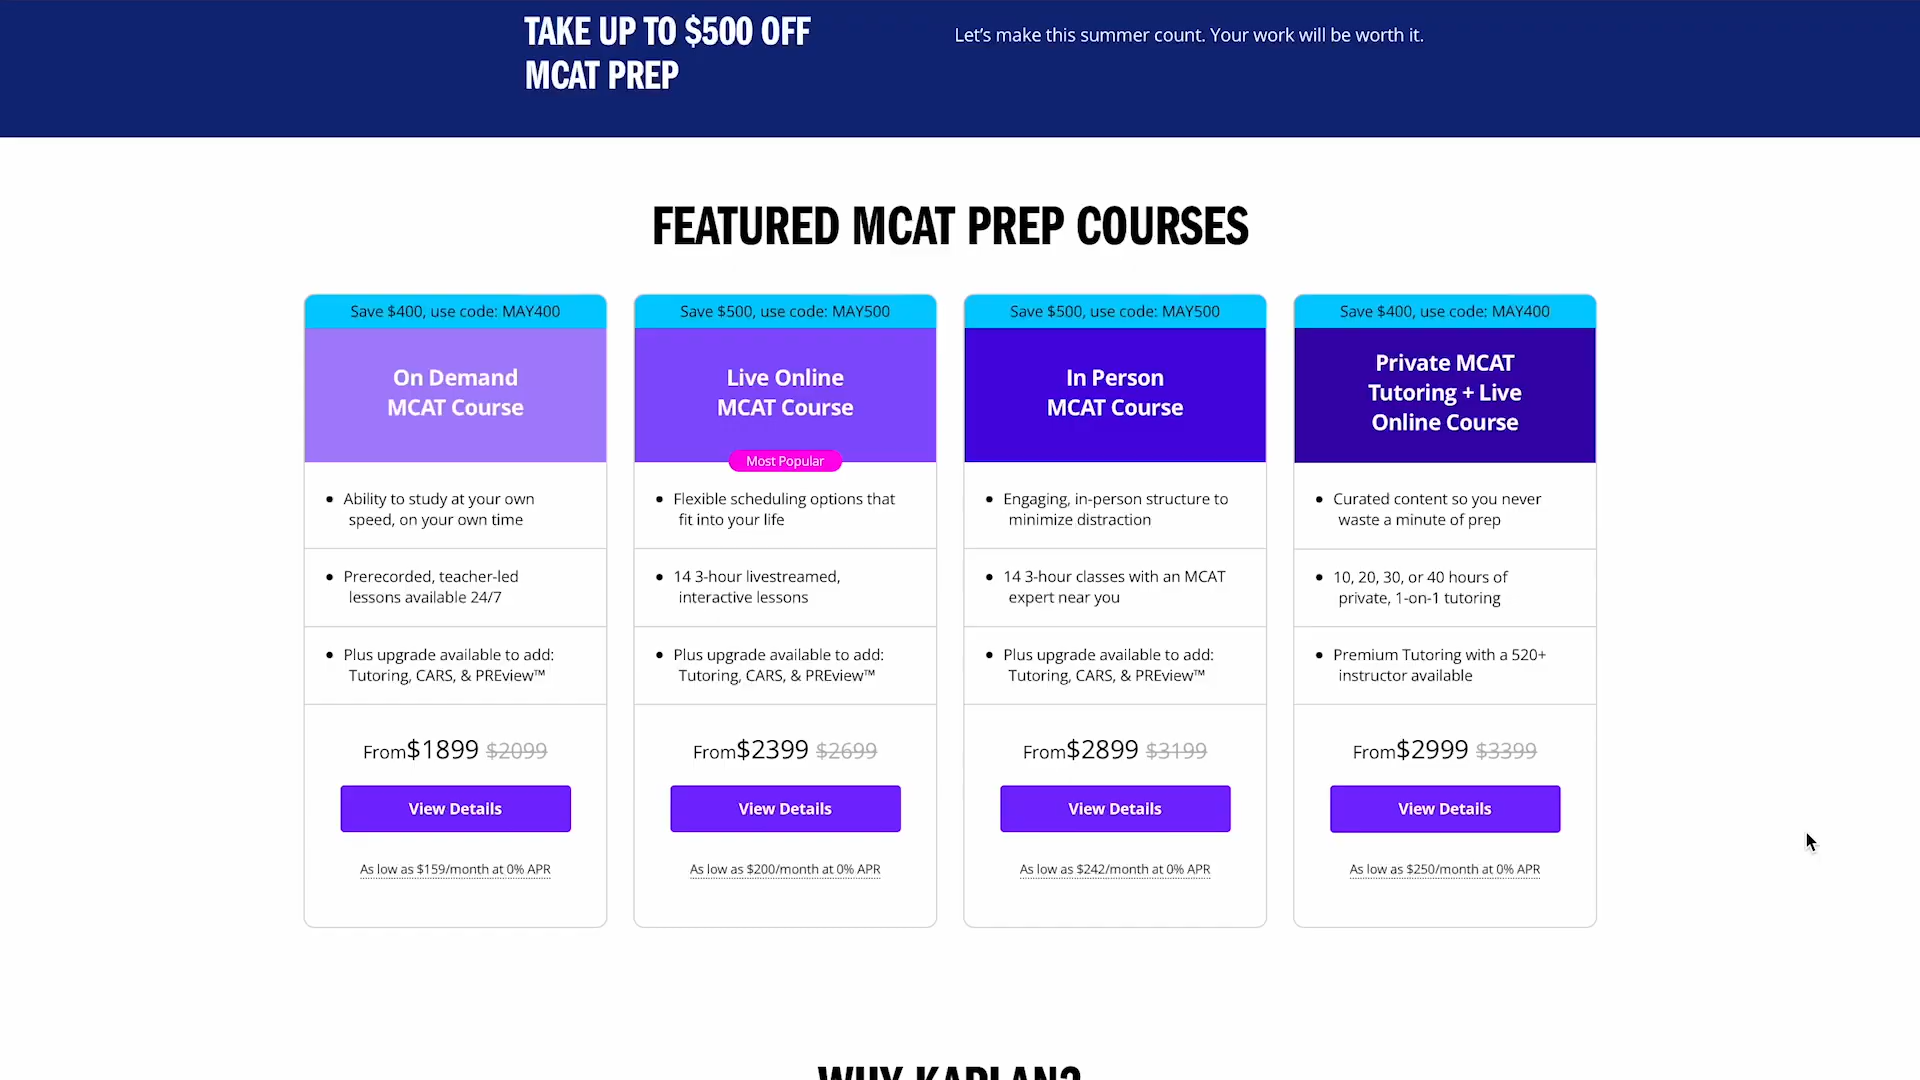 TAKE UP TO $500 OFF
MCAT PREP
Let's make this summer count. Your work will be worth it.
FEATURED MCAT PREP COURSES
Save $400, use code: MAY400
On Demand
MCAT Course
• Ability to study at your own
speed, on your own time
• Prerecorded, teacher-led
lessons available 24/7
• Plus upgrade available to add:
Tutoring, CARS, & PREview™
From$1899 $2099
View Details
As low as $159/month at 0% APR
Save $500, use code: MAY500
Live Online
MCAT Course
Most Popular
• Flexible scheduling options that
fit into your life
• 14 3-hour livestreamed,
interactive lessons
• Plus upgrade available to add:
Tutoring, CARS, & PREview™
From$2399 $2699
View Details
As low as $200/month at 0% APR
Save $500, use code: MAY500
In Person
MCAT Course
• Engaging, in-person structure to
minimize distraction
• 14 3-hour classes with an MCAT
expert near you
• Plus upgrade available to add:
Tutoring, CARS, & PREview™
From$2899 $3199
View Details
As low as $242/month at 0% APR
Save $400, use code: MAY400
Private MCAT
Tutoring + Live
Online Course
• Curated content so you never
waste a minute of prep
• 10, 20, 30, or 40 hours of
private, 1-on-1 tutoring
• Premium Tutoring with a 520+
instructor available
From$2999 $3399
View Details
As low as $250/month at 0% APR
WHY KAPLAN?